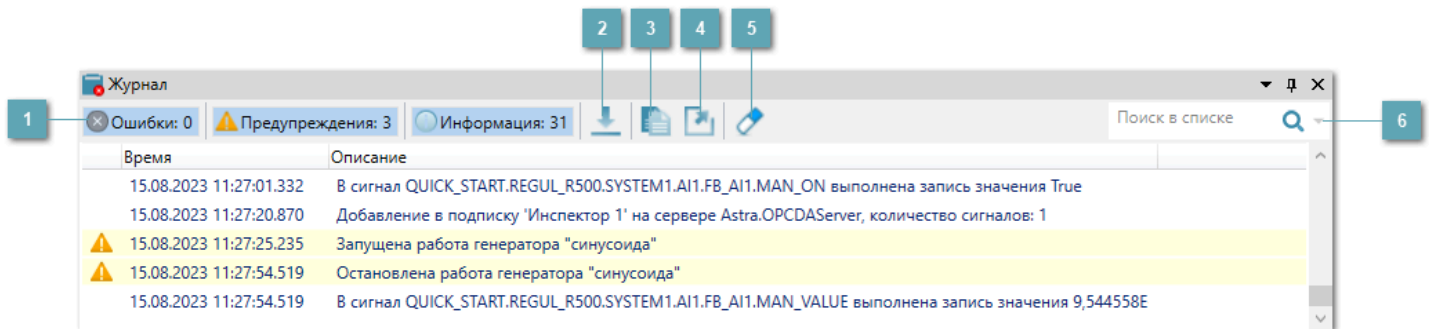 2 3 4 5
Журнал
1 Ошибки: 0 Предупреждения: 3 Информация: 31 Поиск в списке 6
Время Описание
15.08.2023 11:27:01.332 В сигнал QUICK_START.REGUL_R500.SYSTEM1.AI1.FB_AI1.MAN_ON выполнена запись значения True
15.08.2023 11:27:20.870 Добавление в подписку 'Инспектор 1' на сервере Astra.OPCDAServer, количество сигналов: 1
15.08.2023 11:27:25.235 Запущена работа генератора "синусоида"
15.08.2023 11:27:54.519 Остановлена работа генератора "синусоида"
15.08.2023 11:27:54.519 В сигнал QUICK_START.REGUL_R500.SYSTEM1.AI1.FB_AI1.MAN_VALUE выполнена запись значения 9,544558E